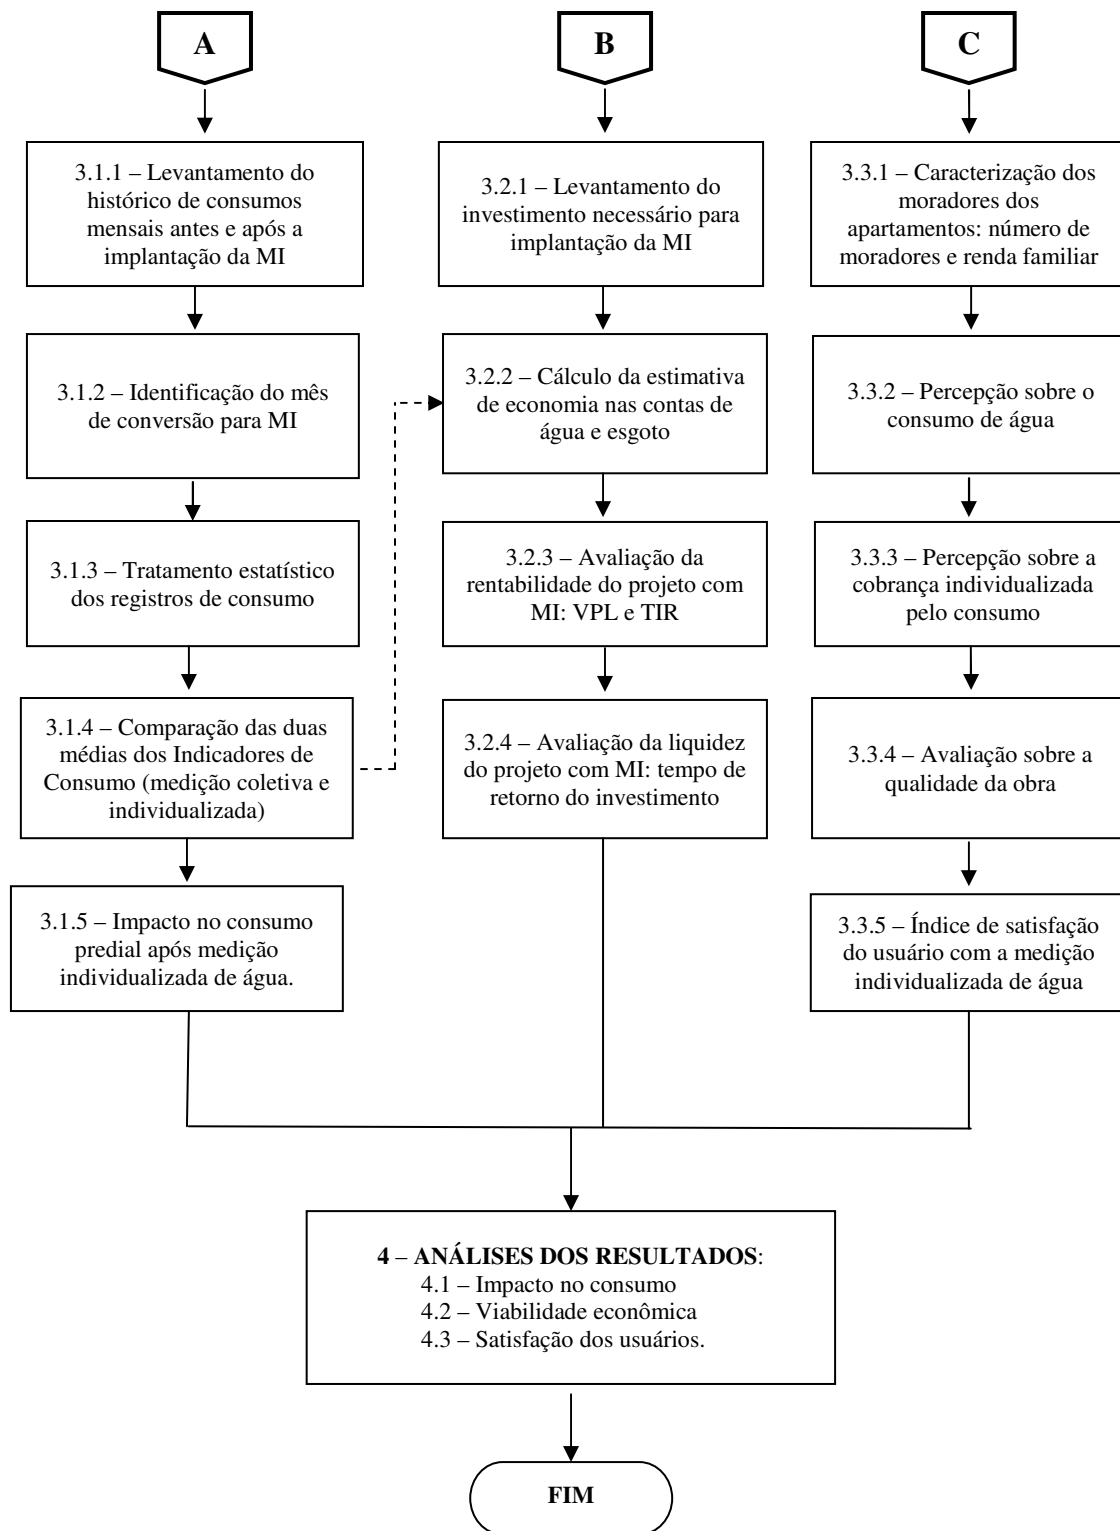 A
B
C
3.1.1 – Levantamento do
histórico de consumos
mensais antes e após a
implantação da MI
3.2.1 – Levantamento do
investimento necessário para
implantação da MI
3.3.1 – Caracterização dos
moradores dos
apartamentos: número de
moradores e renda familiar
3.1.2 – Identificação do mês
de conversão para MI
3.2.2 – Cálculo da estimativa
de economia nas contas de
água e esgoto
3.3.2 – Percepção sobre o
consumo de água
3.1.3 – Tratamento estatístico
dos registros de consumo
3.2.3 – Avaliação da
rentabilidade do projeto com
MI: VPL e TIR
3.3.3 – Percepção sobre a
cobrança individualizada
pelo consumo
3.1.4 – Comparação das duas
médias dos Indicadores de
Consumo (medição coletiva e
individualizada)
3.2.4 – Avaliação da liquidez
do projeto com MI: tempo de
retorno do investimento
3.3.4 – Avaliação sobre a
qualidade da obra
3.1.5 – Impacto no consumo
predial após medição
individualizada de água.
3.3.5 – Índice de satisfação
do usuário com a medição
individualizada de água
4 – ANÁLISES DOS RESULTADOS:
4.1 – Impacto no consumo
4.2 – Viabilidade econômica
4.3 – Satisfação dos usuários.
FIM